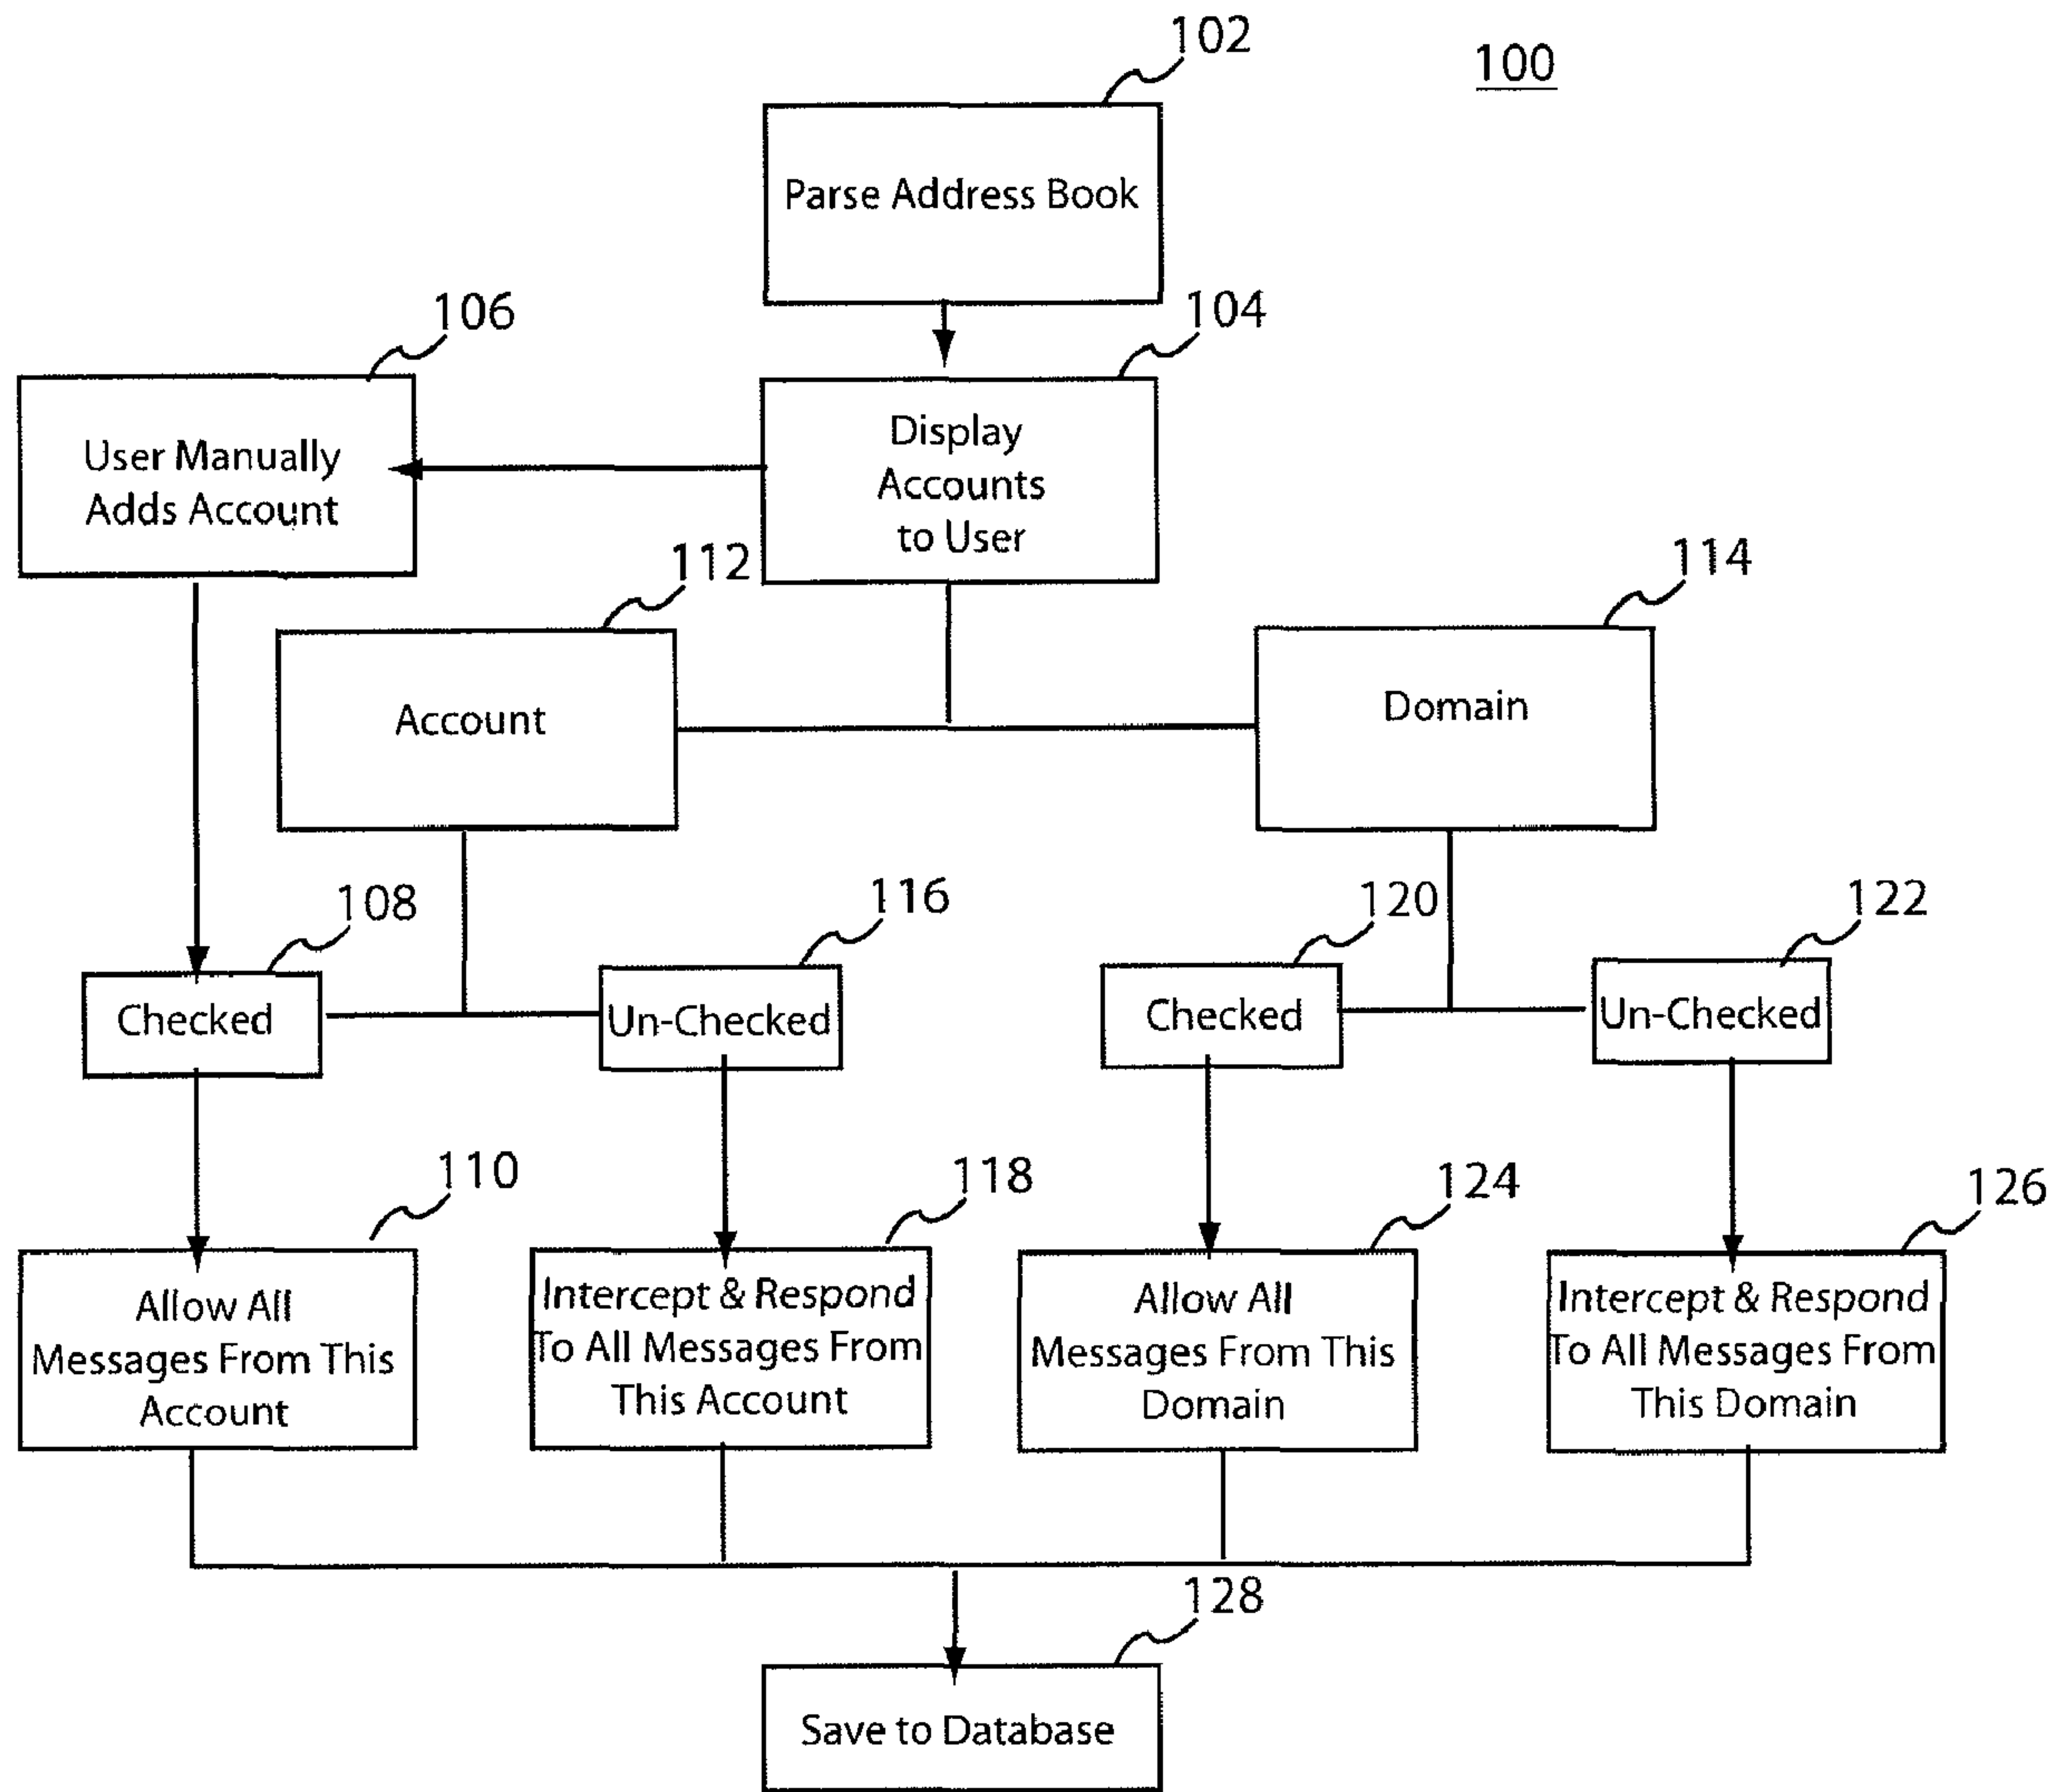 102
100
Parse Address Book
106
104
User Manually
Adds Account
Display
Accounts
to User
112
114
Account
Domain
108
116
120
122
Checked
Un-Checked
Checked
Un-Checked
110
118
124
126
Allow All
Messages From This
Account
Intercept & Respond
To All Messages From
This Account
Allow All
Messages From This
Domain
Intercept & Respond
To All Messages From
This Domain
128
Save to Database